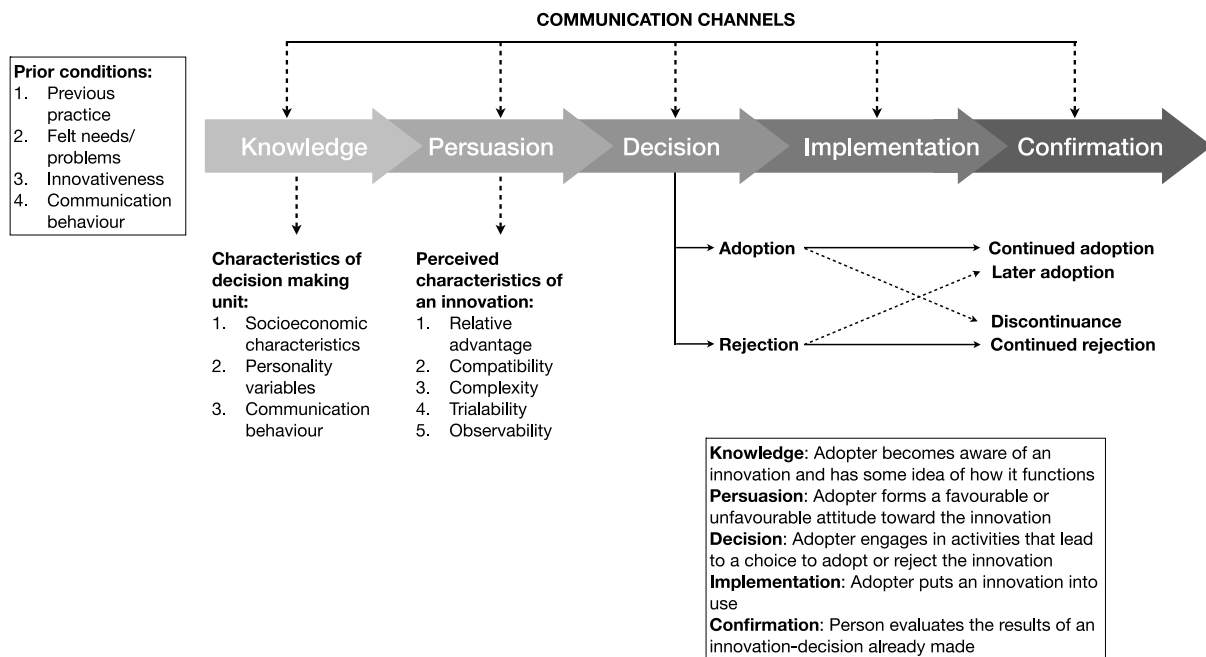 COMMUNICATION CHANNELS
Prior conditions:
1. Previous
practice
2. Felt needs/
problems
3. Innovativeness
4. Communication
behaviour
Knowledge
Persuasion
Decision
Implementation
Confirmation
Characteristics of
decision making
unit:
1. Socioeconomic
characteristics
2. Personality
variables
3. Communication
behaviour
Perceived
characteristics of
an innovation:
1. Relative
advantage
2. Compatibility
3. Complexity
4. Trialability
5. Observability
Adoption
Rejection
Continued adoption
Later adoption
Discontinuance
Continued rejection
Knowledge: Adopter becomes aware of an
innovation and has some idea of how it functions
Persuasion: Adopter forms a favourable or
unfavourable attitude toward the innovation
Decision: Adopter engages in activities that lead
to a choice to adopt or reject the innovation
Implementation: Adopter puts an innovation into
use
Confirmation: Person evaluates the results of an
innovation-decision already made